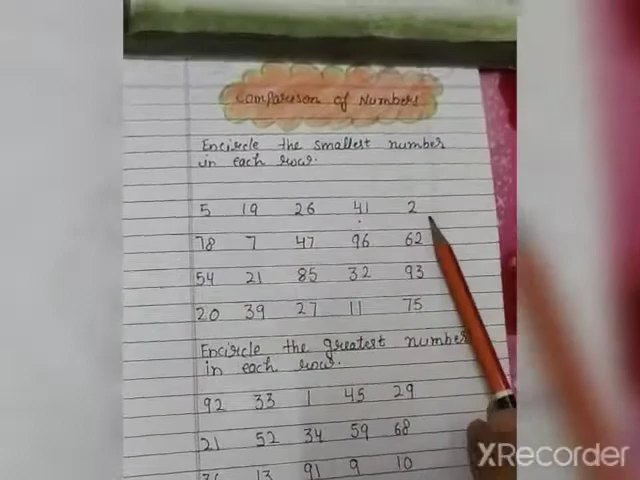 Comparison of Numbers
Encircle the smallest number
in each row.
5 19 26 41 2
78 7 47 96 62
54 21 85 32 93
20 39 27 11 75
Encircle the greatest number
in each row.
92 33 1 45 29
21 52 34 59 68
13 91 9 10
XRecorder